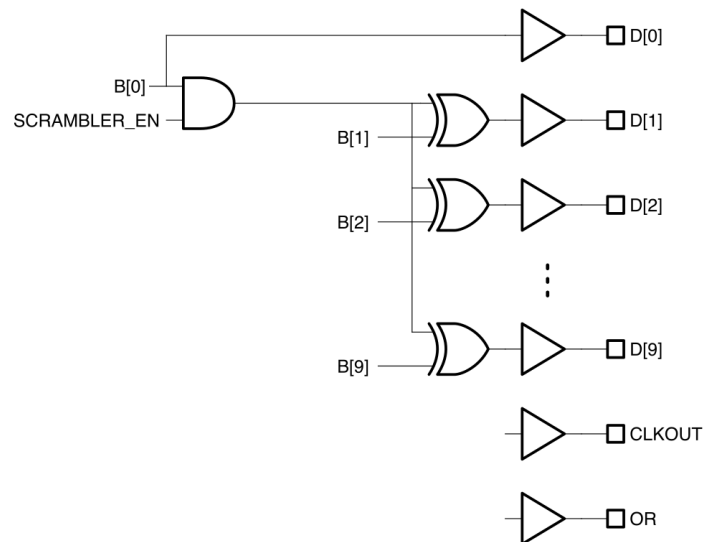 D[0]
B[0]
SCRAMBLER_EN
D[1]
B[1]
D[2]
B[2]
D[9]
B[9]
CLKOUT
OR